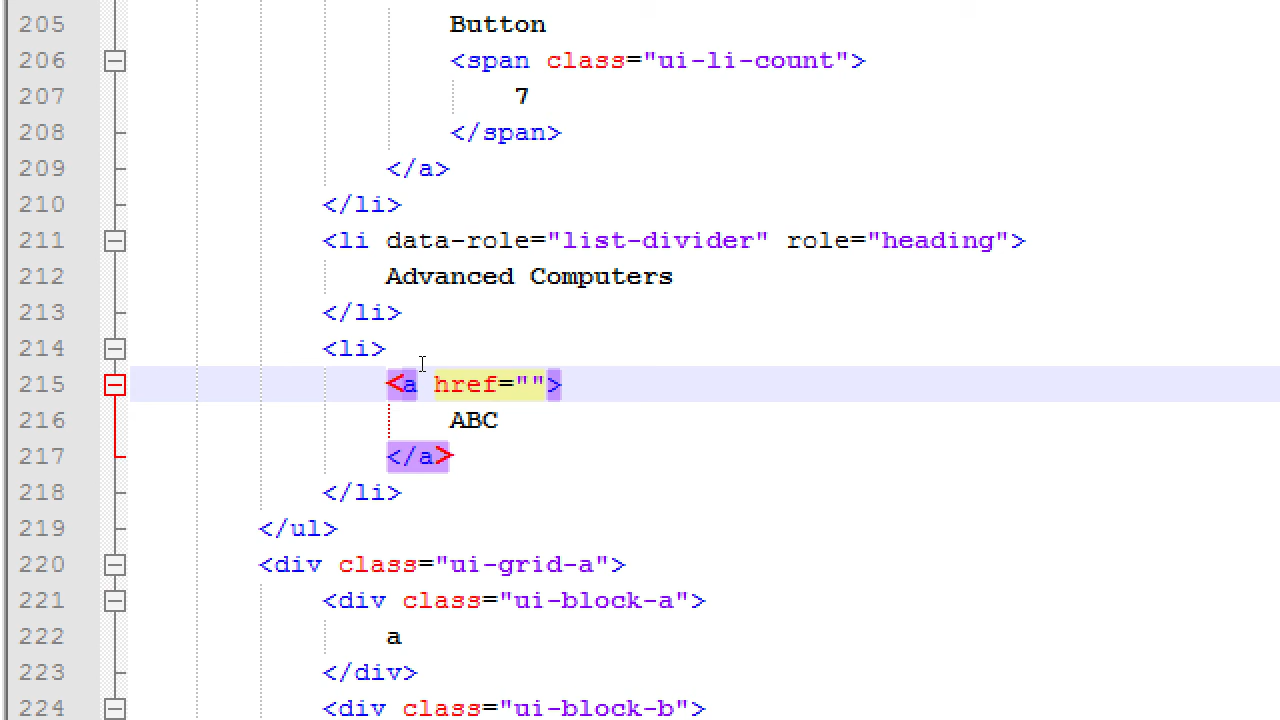 205 Button
206 <span class="ui-li-count">
207 7
208 </span>
209 </a>
210 </li>
211 <li data-role="list-divider" role="heading">
212 Advanced Computers
213 </li>
214 <li>
215 <a href="">
216 ABC
217 </a>
218 </li>
219 </ul>
220 <div class="ui-grid-a">
221 <div class="ui-block-a">
222 a
223 </div>
224 <div class="ui-block-b">